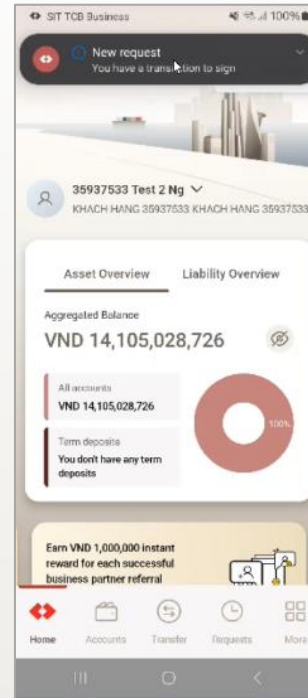 SIT TCB Business
100%
New request
You have a transaction to sign
35937533 Test 2 Ng
KHACH HANG 35937533 KHACH HANG 35937533
Asset Overview
Liability Overview
Aggregated Balance
VND 14,105,028,726
All accounts
VND 14,105,028,726
100%
Term deposits
You don't have any term
deposits
Earn VND 1,000,000 instant
reward for each successful
business partner referral
Home
Accounts
Transfer
Requests
More